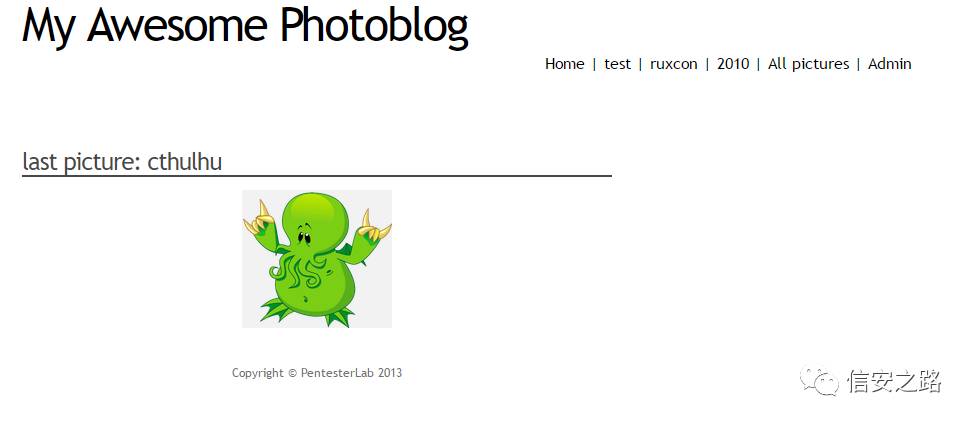 My Awesome Photoblog
Home | test | ruxcon | 2010 | All pictures | Admin
last picture: cthulhu
Copyright © PentesterLab 2013
信安之路